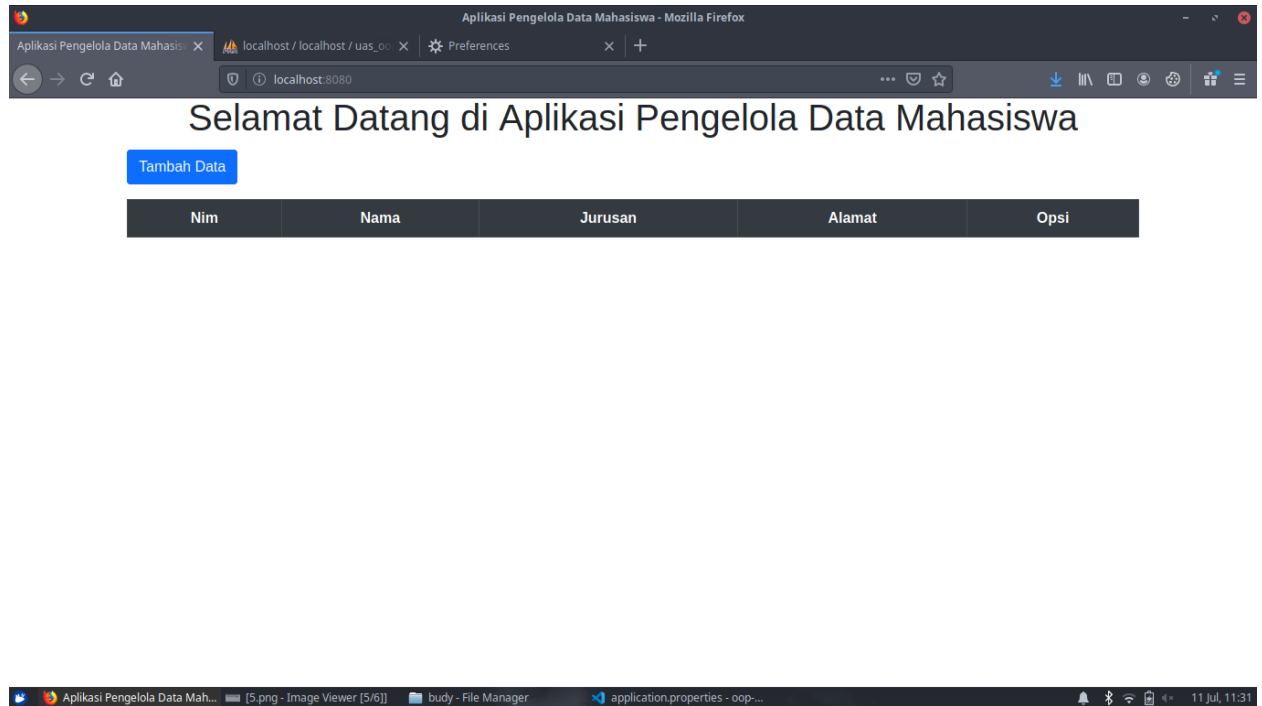 Aplikasi Pengelola Data Mahasiswa - Mozilla Firefox
Aplikasi Pengelola Data Mahasis
localhost / localhost / uas_oo
Preferences
localhost:8080
Selamat Datang di Aplikasi Pengelola Data Mahasiswa
Tambah Data
Nim Nama Jurusan Alamat Opsi
Aplikasi Pengelola Data Mah... [5.png - Image Viewer [5/6]] budy - File Manager application.properties - oop-... 11 Jul, 11:31